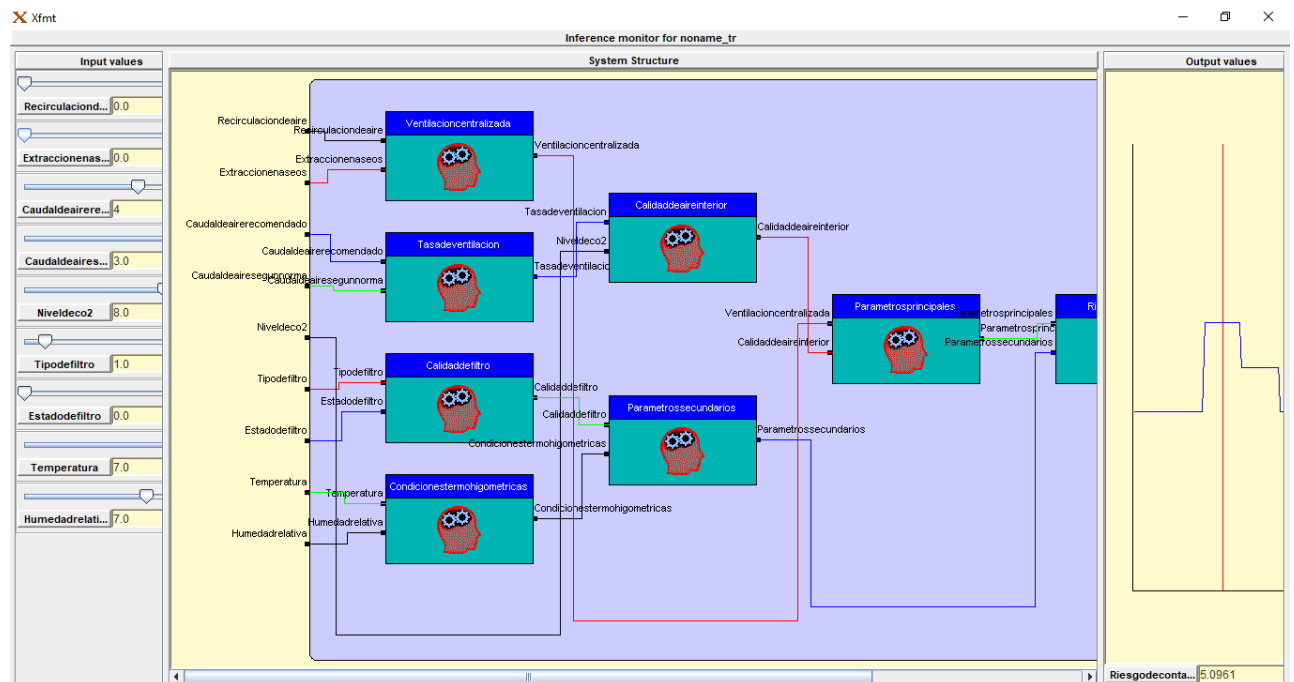 Xfmt
Inference monitor for noname_tr
Input values
Recirculaciond... 0.0
Extraccionenas... 0.0
Caudaldeairere... 4
Caudaldeaires... 3.0
Niveldeco2 8.0
Tipodefiltro 1.0
Estadodefiltro 0.0
Temperatura 7.0
Humedadrelati... 7.0
System Structure
Recirculaciondeaire
Extraccionenaseos
Caudaldeairerecomendado
Caudaldeairesegunnorma
Niveldeco2
Tipodefiltro
Estadodefiltro
Temperatura
Humedadrelativa
Recirculaciondeaire
Extraccionenaseos
Ventilacioncentralizada
Ventilacioncentralizada
Caudaldeairerecomendado
Caudaldeairesegunnorma
Tasadeventilacion
Tasadeventilacio
Tipodefiltro
Estadodefiltro
Calidaddefiltro
Calidaddefiltro
Temperatura
Humedadrelativa
Condicionestermohigometricas
Condicionestermohigometricas
Tasadeventilacion
Niveldeco2
Calidaddeaireinterior
Calidaddeaireinterior
Calidaddefiltro
Condicionestermohigometricas
Parametrossecundarios
Parametrossecundarios
Ventilacioncentralizada
Calidaddeaireinterior
Parametrosprincipales
Parametrosprinc
Parametrosprincipales
Parametrossecundarios
Ri
Output values
Riesgodeconta... 5.0961